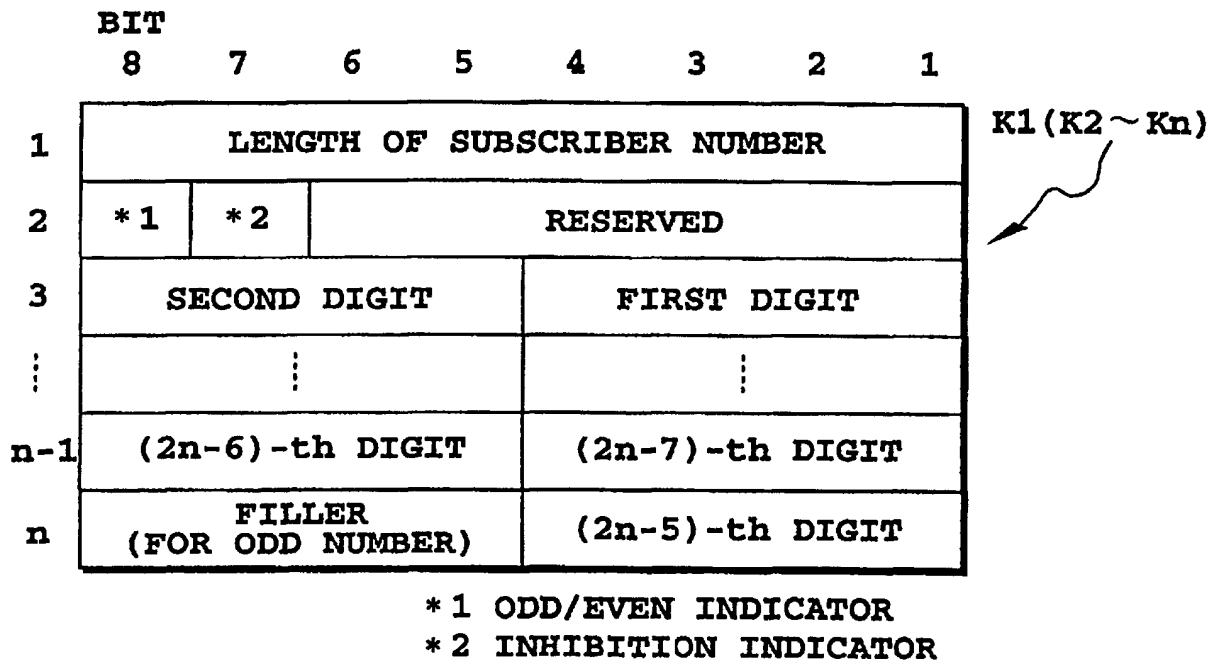 BIT
8 7 6 5 4 3 2 1
K1(K2~Kn)
1 LENGTH OF SUBSCRIBER NUMBER
2 *1 *2 RESERVED
3 SECOND DIGIT FIRST DIGIT
n-1 (2n-6)-th DIGIT (2n-7)-th DIGIT
n FILLER (2n-5)-th DIGIT
(FOR ODD NUMBER)
*1 ODD/EVEN INDICATOR
*2 INHIBITION INDICATOR